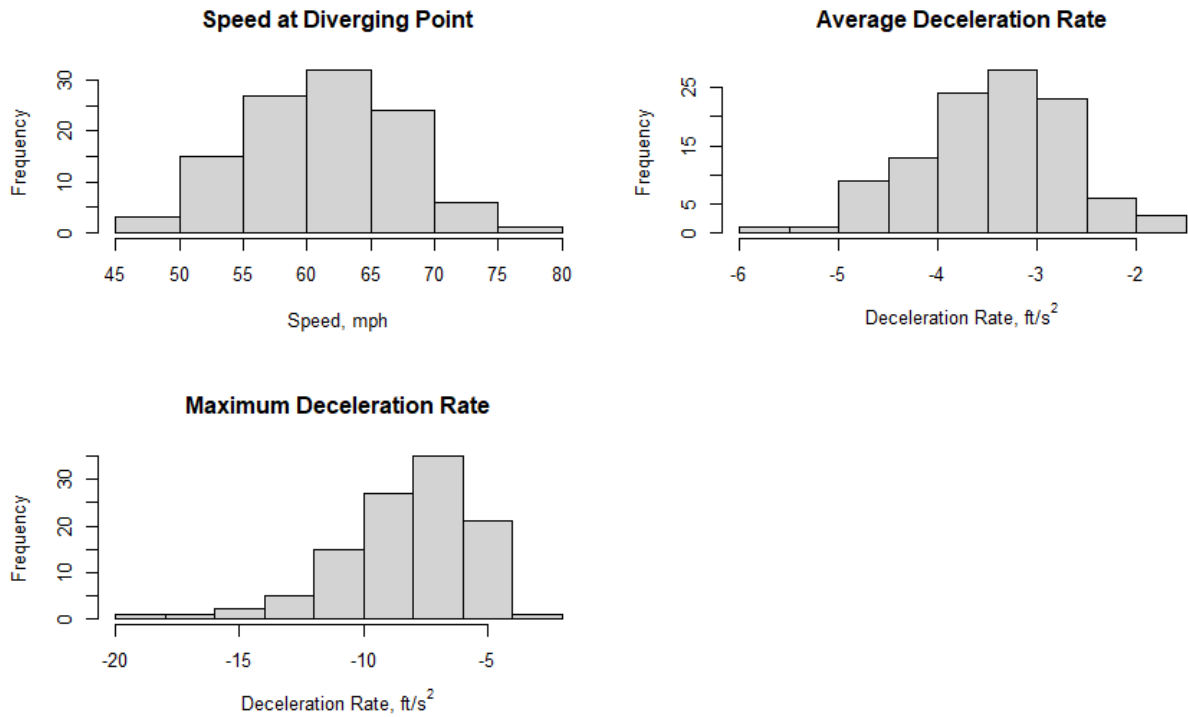 Speed at Diverging Point
Frequency
0
10
20
30
45 50 55 60 65 70 75 80
Speed, mph
Average Deceleration Rate
Frequency
5
15
25
-6 -5 -4 -3 -2
Deceleration Rate, ft/s²
Maximum Deceleration Rate
Frequency
0
10
20
30
-20 -15 -10 -5
Deceleration Rate, ft/s²